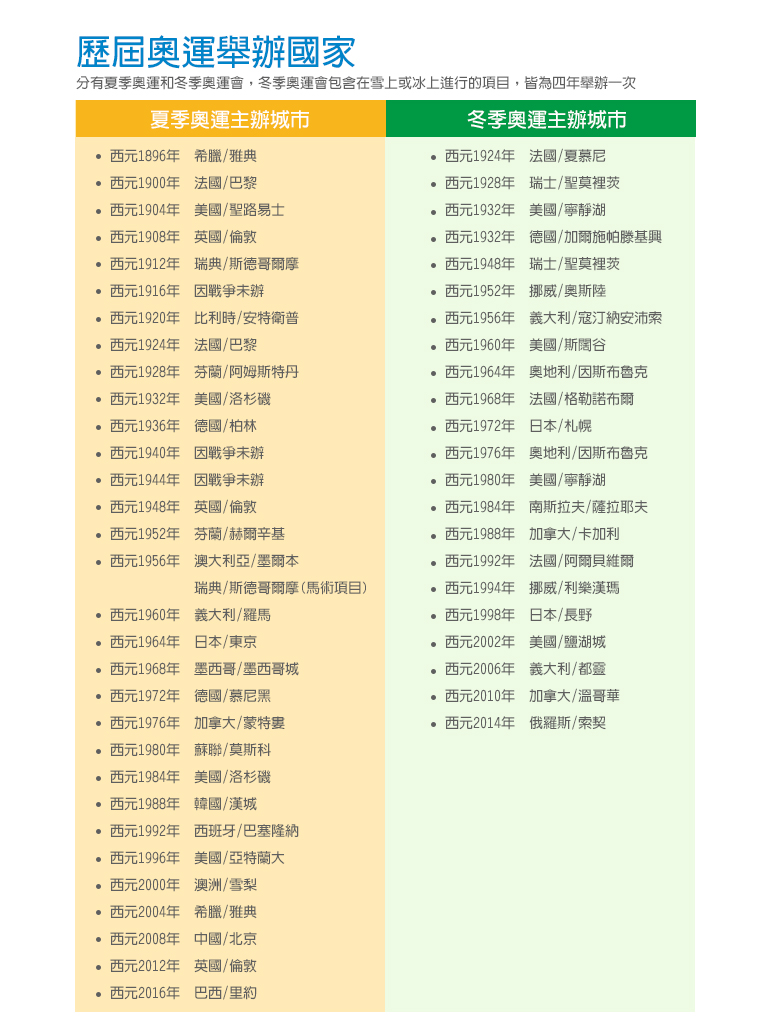 歷屆奧運舉辦國家
分有夏季奧運和冬季奧運會，冬季奧運會包含在雪上或冰上進行的項目，皆為四年舉辦一次
夏季奧運主辦城市
• 西元1896年 希臘/雅典
• 西元1900年 法國/巴黎
• 西元1904年 美國/聖路易士
• 西元1908年 英國/倫敦
• 西元1912年 瑞典/斯德哥爾摩
• 西元1916年 因戰爭未辦
• 西元1920年 比利時/安特衛普
• 西元1924年 法國/巴黎
• 西元1928年 芬蘭/阿姆斯特丹
• 西元1932年 美國/洛杉磯
• 西元1936年 德國/柏林
• 西元1940年 因戰爭未辦
• 西元1944年 因戰爭未辦
• 西元1948年 英國/倫敦
• 西元1952年 芬蘭/赫爾辛基
• 西元1956年 澳大利亞/墨爾本
瑞典/斯德哥爾摩(馬術項目)
• 西元1960年 義大利/羅馬
• 西元1964年 日本/東京
• 西元1968年 墨西哥/墨西哥城
• 西元1972年 德國/慕尼黑
• 西元1976年 加拿大/蒙特婁
• 西元1980年 蘇聯/莫斯科
• 西元1984年 美國/洛杉磯
• 西元1988年 韓國/漢城
• 西元1992年 西班牙/巴塞隆納
• 西元1996年 美國/亞特蘭大
• 西元2000年 澳洲/雪梨
• 西元2004年 希臘/雅典
• 西元2008年 中國/北京
• 西元2012年 英國/倫敦
• 西元2016年 巴西/里約
冬季奧運主辦城市
• 西元1924年 法國/夏慕尼
• 西元1928年 瑞士/聖莫裡茨
• 西元1932年 美國/寧靜湖
• 西元1932年 德國/加爾施帕滕基興
• 西元1948年 瑞士/聖莫裡茨
• 西元1952年 挪威/奧斯陸
• 西元1956年 義大利/寇汀納安沛索
• 西元1960年 美國/斯闊谷
• 西元1964年 奧地利/因斯布魯克
• 西元1968年 法國/格勒諾布爾
• 西元1972年 日本/札幌
• 西元1976年 奧地利/因斯布魯克
• 西元1980年 美國/寧靜湖
• 西元1984年 南斯拉夫/薩拉耶夫
• 西元1988年 加拿大/卡加利
• 西元1992年 法國/阿爾貝維爾
• 西元1994年 挪威/利樂漢瑪
• 西元1998年 日本/長野
• 西元2002年 美國/鹽湖城
• 西元2006年 義大利/都靈
• 西元2010年 加拿大/溫哥華
• 西元2014年 俄羅斯/索契